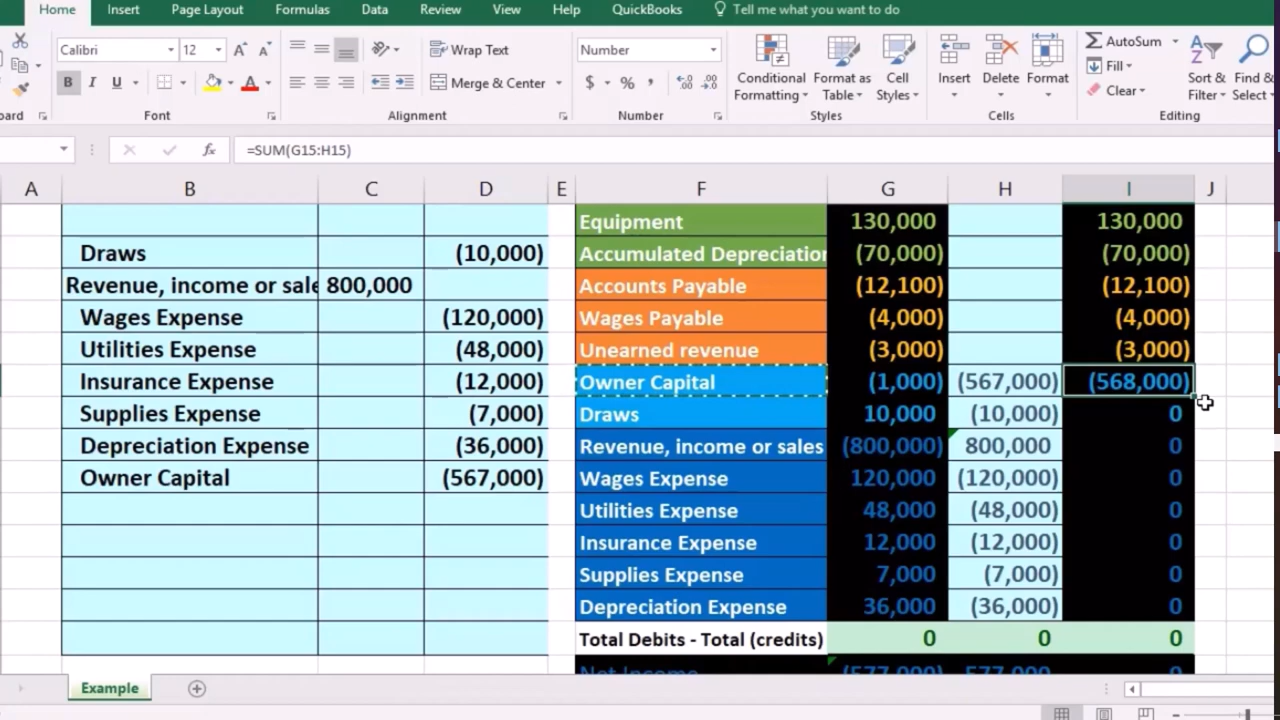 Home Insert Page Layout Formulas Data Review View Help QuickBooks Tell me what you want to do
Calibri 12 A A Wrap Text Number AutoSum
B I U A Merge & Center $ % , Conditional Formatting Format as Table Cell Styles Insert Delete Format Fill Clear Sort & Filter Find & Select
oard Font Alignment Number Styles Cells Editing
fx =SUM(G15:H15)
A B C D E F G H I J
Equipment 130,000 130,000
Draws (10,000) Accumulated Depreciation (70,000) (70,000)
Revenue, income or sale 800,000 Accounts Payable (12,100) (12,100)
Wages Expense (120,000) Wages Payable (4,000) (4,000)
Utilities Expense (48,000) Unearned revenue (3,000) (3,000)
Insurance Expense (12,000) Owner Capital (1,000) (567,000) (568,000)
Supplies Expense (7,000) Draws 10,000 (10,000) 0
Depreciation Expense (36,000) Revenue, income or sales (800,000) 800,000 0
Owner Capital (567,000) Wages Expense 120,000 (120,000) 0
Utilities Expense 48,000 (48,000) 0
Insurance Expense 12,000 (12,000) 0
Supplies Expense 7,000 (7,000) 0
Depreciation Expense 36,000 (36,000) 0
Total Debits - Total (credits) 0 0 0
Net Income (577,000) 577,000 0
Example